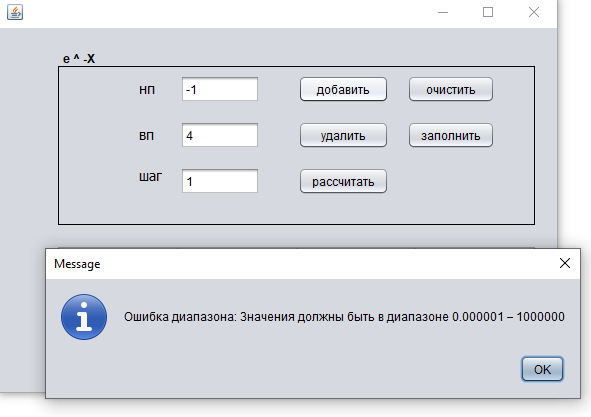 e ^ -X
нп -1 добавить очистить
вп 4 удалить заполнить
шаг 1 рассчитать
Message
Ошибка диапазона: Значения должны быть в диапазоне 0.000001 – 1000000
OK